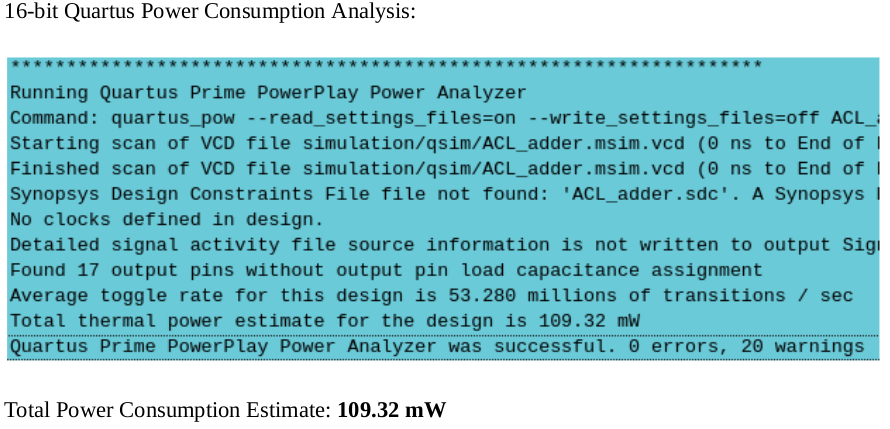 16-bit Quartus Power Consumption Analysis:
*******************************************************************
Running Quartus Prime PowerPlay Power Analyzer
Command: quartus_pow --read_settings_files=on --write_settings_files=off ACL_
Starting scan of VCD file simulation/qsim/ACL_adder.msim.vcd (0 ns to End of
Finished scan of VCD file simulation/qsim/ACL_adder.msim.vcd (0 ns to End of
Synopsys Design Constraints File file not found: 'ACL_adder.sdc'. A Synopsys
No clocks defined in design.
Detailed signal activity file source information is not written to output Sig
Found 17 output pins without output pin load capacitance assignment
Average toggle rate for this design is 53.280 millions of transitions / sec
Total thermal power estimate for the design is 109.32 mW
Quartus Prime PowerPlay Power Analyzer was successful. 0 errors, 20 warnings
Total Power Consumption Estimate: 109.32 mW